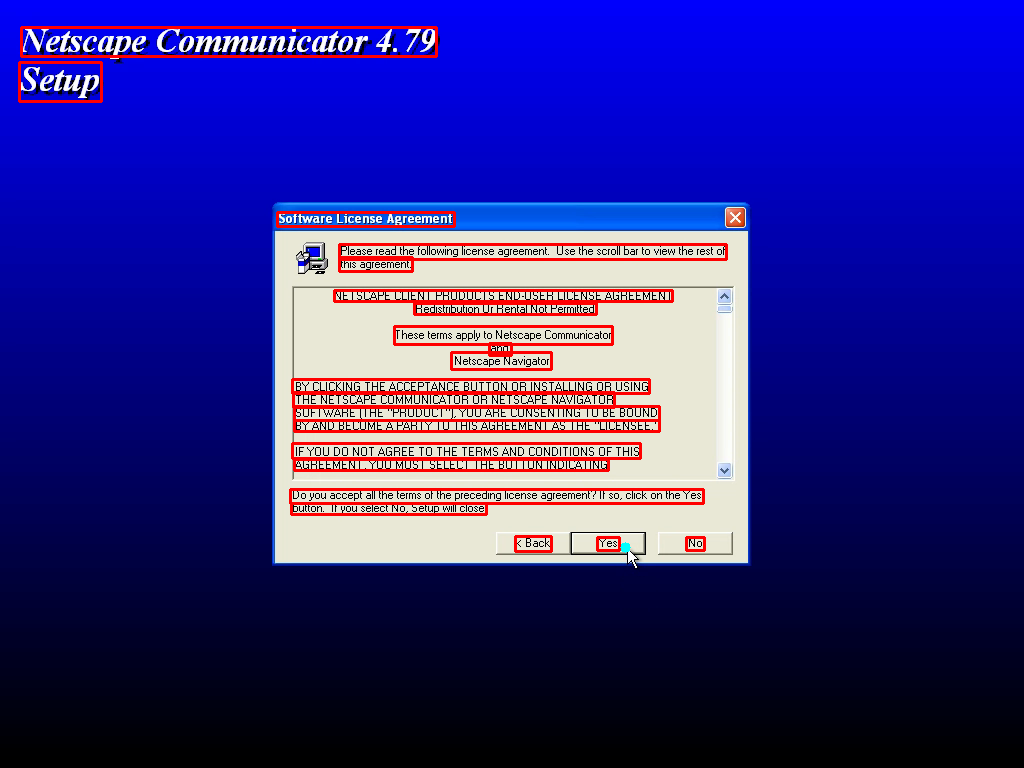 Netscape Communicator 4.79
Setup
Software License Agreement
Please read the following license agreement. Use the scroll bar to view the rest of
this agreement.
NETSCAPE CLIENT PRODUCTS END-USER LICENSE AGREEMENT
Redistribution Or Rental Not Permitted
These terms apply to Netscape Communicator
and
Netscape Navigator
BY CLICKING THE ACCEPTANCE BUTTON OR INSTALLING OR USING
THE NETSCAPE COMMUNICATOR OR NETSCAPE NAVIGATOR
SOFTWARE (THE "PRODUCT"), YOU ARE CONSENTING TO BE BOUND
BY AND BECOME A PARTY TO THIS AGREEMENT AS THE "LICENSEE."
IF YOU DO NOT AGREE TO THE TERMS AND CONDITIONS OF THIS
AGREEMENT, YOU MUST SELECT THE BUTTON INDICATING
Do you accept all the terms of the preceding license agreement? If so, click on the Yes
button. If you select No, Setup will close.
< Back
Yes
No